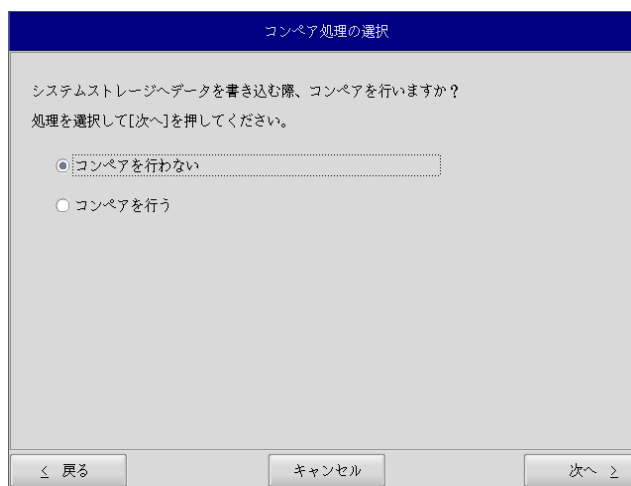 コンペア処理の選択
システムストレージへデータを書き込む際、コンペアを行いますか？
処理を選択して[次へ]を押してください。
コンペアを行わない
コンペアを行う
< 戻る
キャンセル
次へ >